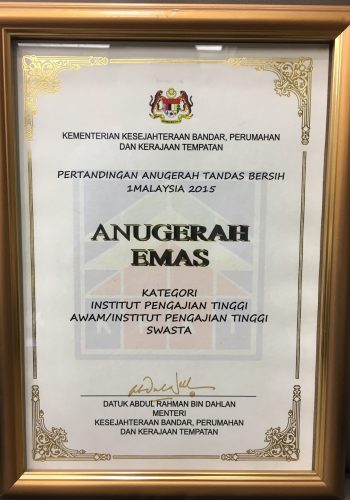 KEMENTERIAN KESEJAHTERAAN BANDAR, PERUMAHAN
DAN KERAJAAN TEMPATAN
PERTANDINGAN ANUGERAH TANDAS BERSIH
1MALAYSIA 2015
ANUGERAH
EMAS
KATEGORI
INSTITUT PENGAJIAN TINGGI
AWAM/INSTITUT PENGAJIAN TINGGI
SWASTA
DATUK ABDUL RAHMAN BIN DAHLAN
MENTERI
KESEJAHTERAAN BANDAR, PERUMAHAN
DAN KERAJAAN TEMPATAN